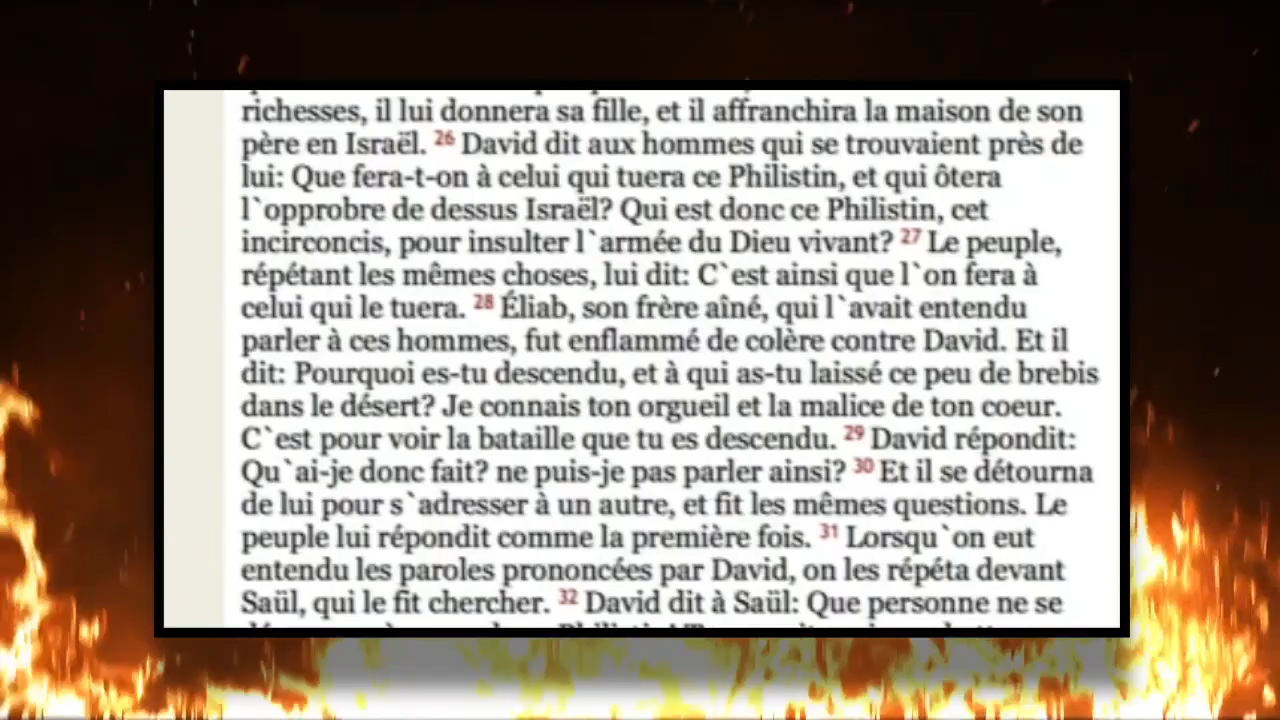 richesses, il lui donnera sa fille, et il affranchira la maison de son
père en Israël. 26 David dit aux hommes qui se trouvaient près de
lui: Que fera-t-on à celui qui tuera ce Philistin, et qui ôtera
l`opprobre de dessus Israël? Qui est donc ce Philistin, cet
incirconcis, pour insulter l`armée du Dieu vivant? 27 Le peuple,
répétant les mêmes choses, lui dit: C`est ainsi que l`on fera à
celui qui le tuera. 28 Éliab, son frère aîné, qui l`avait entendu
parler à ces hommes, fut enflammé de colère contre David. Et il
dit: Pourquoi es-tu descendu, et à qui as-tu laissé ce peu de brebis
dans le désert? Je connais ton orgueil et la malice de ton coeur.
C`est pour voir la bataille que tu es descendu. 29 David répondit:
Qu`ai-je donc fait? ne puis-je pas parler ainsi? 30 Et il se détourna
de lui pour s`adresser à un autre, et fit les mêmes questions. Le
peuple lui répondit comme la première fois. 31 Lorsqu`on eut
entendu les paroles prononcées par David, on les répéta devant
Saül, qui le fit chercher. 32 David dit à Saül: Que personne ne se